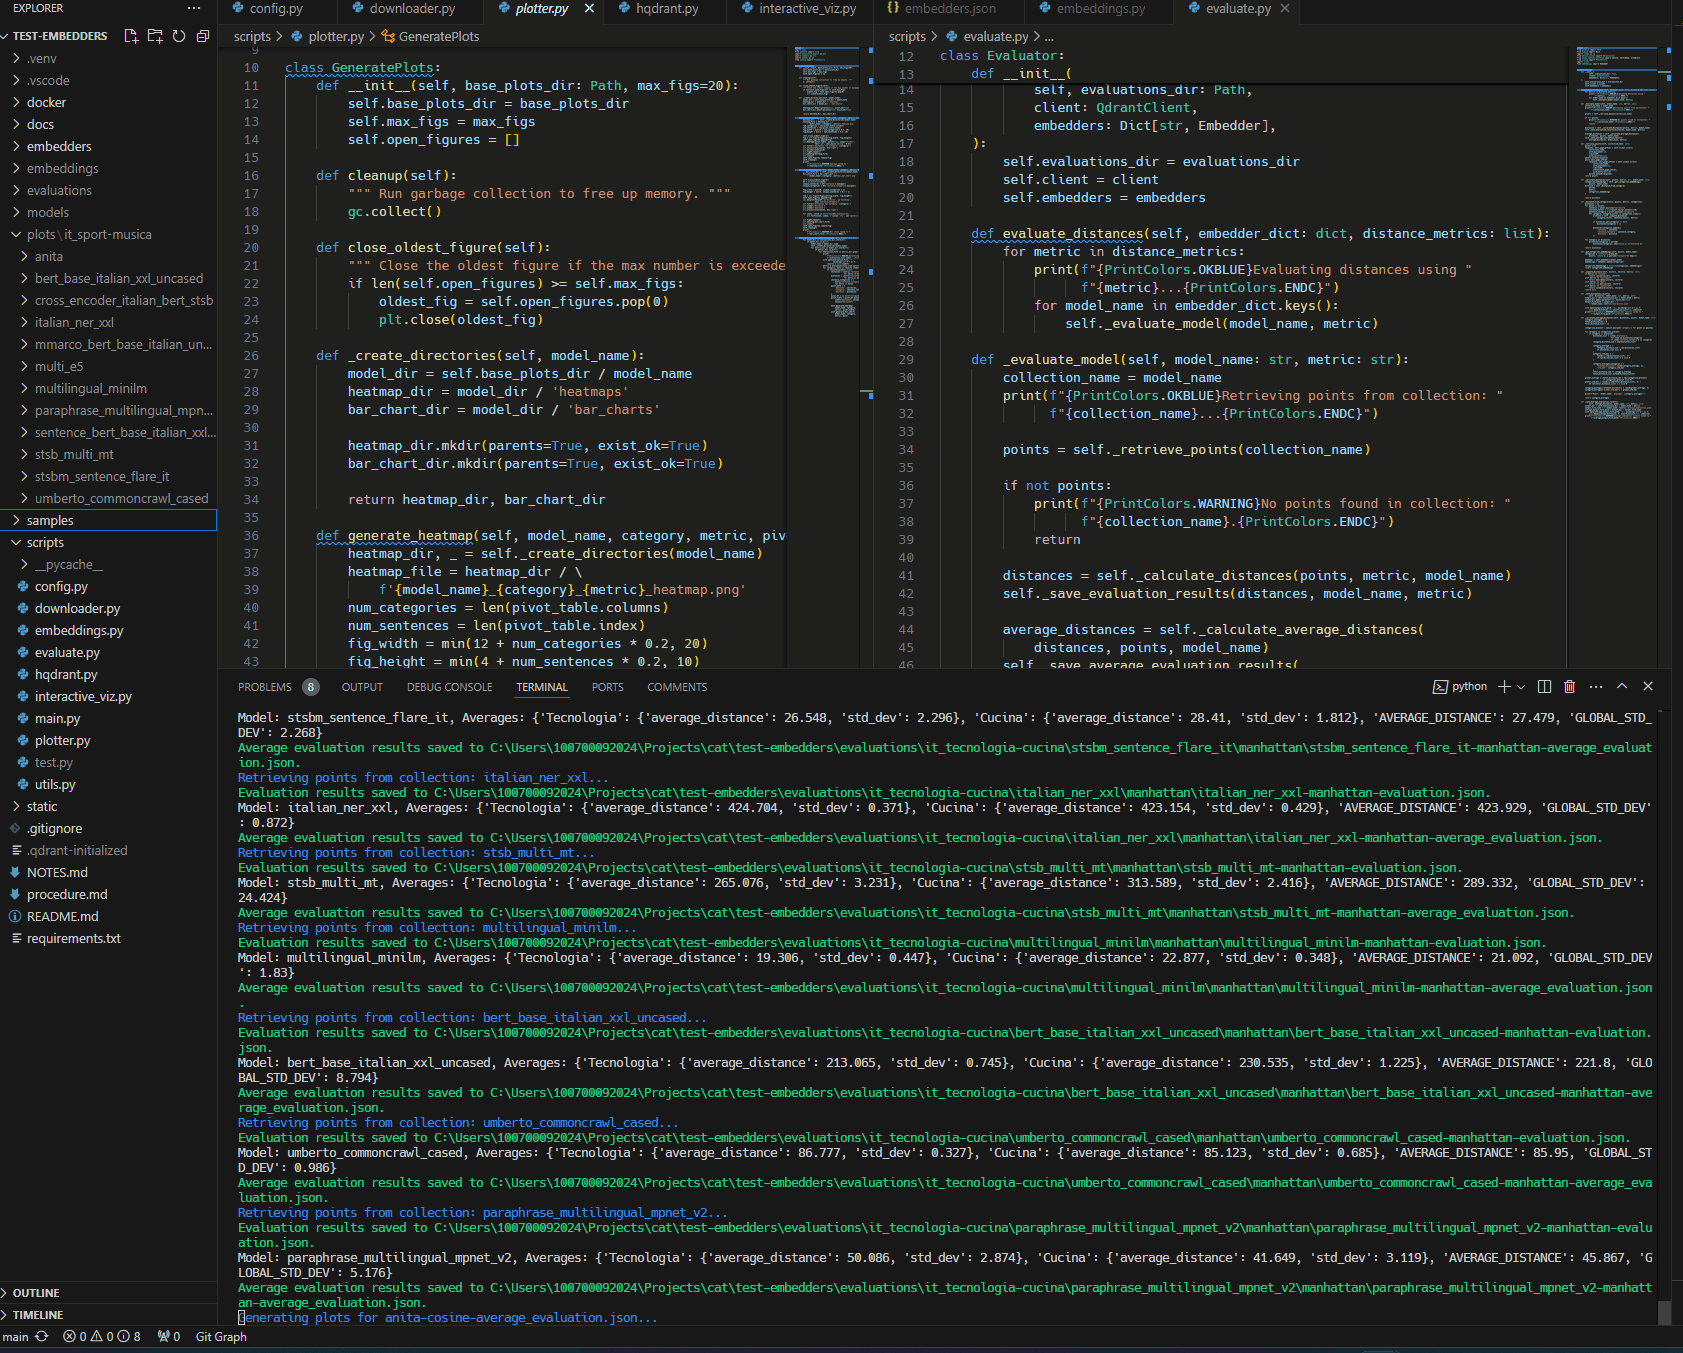 EXPLORER
TEST-EMBEDDERS
.venv
.vscode
docker
docs
embedders
embeddings
evaluations
models
plots\it_sport-musica
anita
bert_base_italian_xxl_uncased
cross_encoder_italian_bert_stsb
italian_ner_xxl
mmarco_bert_base_italian_un...
multi_e5
multilingual_minilm
paraphrase_multilingual_mpn...
sentence_bert_base_italian_xxl...
stsb_multi_mt
stsbm_sentence_flare_it
umberto_commoncrawl_cased
samples
scripts
__pycache__
config.py
downloader.py
embeddings.py
evaluate.py
hqdrant.py
interactive_viz.py
main.py
plotter.py
test.py
utils.py
static
.gitignore
.qdrant-initialized
NOTES.md
procedure.md
README.md
requirements.txt
OUTLINE
TIMELINE
config.py downloader.py plotter.py hqdrant.py interactive_viz.py
scripts > plotter.py > GeneratePlots
9
10 class GeneratePlots:
11 def __init__(self, base_plots_dir: Path, max_figs=20):
12 self.base_plots_dir = base_plots_dir
13 self.max_figs = max_figs
14 self.open_figures = []
15
16 def cleanup(self):
17 """ Run garbage collection to free up memory. """
18 gc.collect()
19
20 def close_oldest_figure(self):
21 """ Close the oldest figure if the max number is exceede
22 if len(self.open_figures) >= self.max_figs:
23 oldest_fig = self.open_figures.pop(0)
24 plt.close(oldest_fig)
25
26 def _create_directories(self, model_name):
27 model_dir = self.base_plots_dir / model_name
28 heatmap_dir = model_dir / 'heatmaps'
29 bar_chart_dir = model_dir / 'bar_charts'
30
31 heatmap_dir.mkdir(parents=True, exist_ok=True)
32 bar_chart_dir.mkdir(parents=True, exist_ok=True)
33
34 return heatmap_dir, bar_chart_dir
35
36 def generate_heatmap(self, model_name, category, metric, piv
37 heatmap_dir, _ = self._create_directories(model_name)
38 heatmap_file = heatmap_dir / \
39 f'{model_name}_{category}_{metric}_heatmap.png'
40 num_categories = len(pivot_table.columns)
41 num_sentences = len(pivot_table.index)
42 fig_width = min(12 + num_categories * 0.2, 20)
43 fig_height = min(4 + num_sentences * 0.2, 10)
embedders.json embeddings.py evaluate.py
scripts > evaluate.py > ...
12 class Evaluator:
13 def __init__(
14 self, evaluations_dir: Path,
15 client: QdrantClient,
16 embedders: Dict[str, Embedder],
17 ):
18 self.evaluations_dir = evaluations_dir
19 self.client = client
20 self.embedders = embedders
21
22 def evaluate_distances(self, embedder_dict: dict, distance_metrics: list):
23 for metric in distance_metrics:
24 print(f"{PrintColors.OKBLUE}Evaluating distances using "
25 f"{metric}...{PrintColors.ENDC}")
26 for model_name in embedder_dict.keys():
27 self._evaluate_model(model_name, metric)
28
29 def _evaluate_model(self, model_name: str, metric: str):
30 collection_name = model_name
31 print(f"{PrintColors.OKBLUE}Retrieving points from collection: "
32 f"{collection_name}...{PrintColors.ENDC}")
33
34 points = self._retrieve_points(collection_name)
35
36 if not points:
37 print(f"{PrintColors.WARNING}No points found in collection: "
38 f"{collection_name}.{PrintColors.ENDC}")
39 return
40
41 distances = self._calculate_distances(points, metric, model_name)
42 self._save_evaluation_results(distances, model_name, metric)
43
44 average_distances = self._calculate_average_distances(
45 distances, points, model_name)
46 self._save_average_evaluation_results(
PROBLEMS 8 OUTPUT DEBUG CONSOLE TERMINAL PORTS COMMENTS python
Model: stsbm_sentence_flare_it, Averages: {'Tecnologia': {'average_distance': 26.548, 'std_dev': 2.296}, 'Cucina': {'average_distance': 28.41, 'std_dev': 1.812}, 'AVERAGE_DISTANCE': 27.479, 'GLOBAL_STD_
DEV': 2.268}
Average evaluation results saved to C:\Users\100700092024\Projects\cat\test-embedders\evaluations\it_tecnologia-cucina\stsbm_sentence_flare_it\manhattan\stsbm_sentence_flare_it-manhattan-average_evaluat
ion.json.
Retrieving points from collection: italian_ner_xxl...
Evaluation results saved to C:\Users\100700092024\Projects\cat\test-embedders\evaluations\it_tecnologia-cucina\italian_ner_xxl\manhattan\italian_ner_xxl-manhattan-evaluation.json.
Model: italian_ner_xxl, Averages: {'Tecnologia': {'average_distance': 424.704, 'std_dev': 0.371}, 'Cucina': {'average_distance': 423.154, 'std_dev': 0.429}, 'AVERAGE_DISTANCE': 423.929, 'GLOBAL_STD_DEV'
: 0.872}
Average evaluation results saved to C:\Users\100700092024\Projects\cat\test-embedders\evaluations\it_tecnologia-cucina\italian_ner_xxl\manhattan\italian_ner_xxl-manhattan-average_evaluation.json.
Retrieving points from collection: stsb_multi_mt...
Evaluation results saved to C:\Users\100700092024\Projects\cat\test-embedders\evaluations\it_tecnologia-cucina\stsb_multi_mt\manhattan\stsb_multi_mt-manhattan-evaluation.json.
Model: stsb_multi_mt, Averages: {'Tecnologia': {'average_distance': 265.076, 'std_dev': 3.231}, 'Cucina': {'average_distance': 313.589, 'std_dev': 2.416}, 'AVERAGE_DISTANCE': 289.332, 'GLOBAL_STD_DEV':
24.424}
Average evaluation results saved to C:\Users\100700092024\Projects\cat\test-embedders\evaluations\it_tecnologia-cucina\stsb_multi_mt\manhattan\stsb_multi_mt-manhattan-average_evaluation.json.
Retrieving points from collection: multilingual_minilm...
Evaluation results saved to C:\Users\100700092024\Projects\cat\test-embedders\evaluations\it_tecnologia-cucina\multilingual_minilm\manhattan\multilingual_minilm-manhattan-evaluation.json.
Model: multilingual_minilm, Averages: {'Tecnologia': {'average_distance': 19.306, 'std_dev': 0.447}, 'Cucina': {'average_distance': 22.877, 'std_dev': 0.348}, 'AVERAGE_DISTANCE': 21.092, 'GLOBAL_STD_DEV
': 1.83}
Average evaluation results saved to C:\Users\100700092024\Projects\cat\test-embedders\evaluations\it_tecnologia-cucina\multilingual_minilm\manhattan\multilingual_minilm-manhattan-average_evaluation.json
.
Retrieving points from collection: bert_base_italian_xxl_uncased...
Evaluation results saved to C:\Users\100700092024\Projects\cat\test-embedders\evaluations\it_tecnologia-cucina\bert_base_italian_xxl_uncased\manhattan\bert_base_italian_xxl_uncased-manhattan-evaluation.
json.
Model: bert_base_italian_xxl_uncased, Averages: {'Tecnologia': {'average_distance': 213.065, 'std_dev': 0.745}, 'Cucina': {'average_distance': 230.535, 'std_dev': 1.225}, 'AVERAGE_DISTANCE': 221.8, 'GLO
BAL_STD_DEV': 8.794}
Average evaluation results saved to C:\Users\100700092024\Projects\cat\test-embedders\evaluations\it_tecnologia-cucina\bert_base_italian_xxl_uncased\manhattan\bert_base_italian_xxl_uncased-manhattan-ave
rage_evaluation.json.
Retrieving points from collection: umberto_commoncrawl_cased...
Evaluation results saved to C:\Users\100700092024\Projects\cat\test-embedders\evaluations\it_tecnologia-cucina\umberto_commoncrawl_cased\manhattan\umberto_commoncrawl_cased-manhattan-evaluation.json.
Model: umberto_commoncrawl_cased, Averages: {'Tecnologia': {'average_distance': 86.777, 'std_dev': 0.327}, 'Cucina': {'average_distance': 85.123, 'std_dev': 0.685}, 'AVERAGE_DISTANCE': 85.95, 'GLOBAL_ST
D_DEV': 0.986}
Average evaluation results saved to C:\Users\100700092024\Projects\cat\test-embedders\evaluations\it_tecnologia-cucina\umberto_commoncrawl_cased\manhattan\umberto_commoncrawl_cased-manhattan-average_eva
luation.json.
Retrieving points from collection: paraphrase_multilingual_mpnet_v2...
Evaluation results saved to C:\Users\100700092024\Projects\cat\test-embedders\evaluations\it_tecnologia-cucina\paraphrase_multilingual_mpnet_v2\manhattan\paraphrase_multilingual_mpnet_v2-manhattan-evalu
ation.json.
Model: paraphrase_multilingual_mpnet_v2, Averages: {'Tecnologia': {'average_distance': 50.086, 'std_dev': 2.874}, 'Cucina': {'average_distance': 41.649, 'std_dev': 3.119}, 'AVERAGE_DISTANCE': 45.867, 'G
LOBAL_STD_DEV': 5.176}
Average evaluation results saved to C:\Users\100700092024\Projects\cat\test-embedders\evaluations\it_tecnologia-cucina\paraphrase_multilingual_mpnet_v2\manhattan\paraphrase_multilingual_mpnet_v2-manhatt
an-average_evaluation.json.
Generating plots for anita-cosine-average_evaluation.json...
main 0 0 8 0 Git Graph